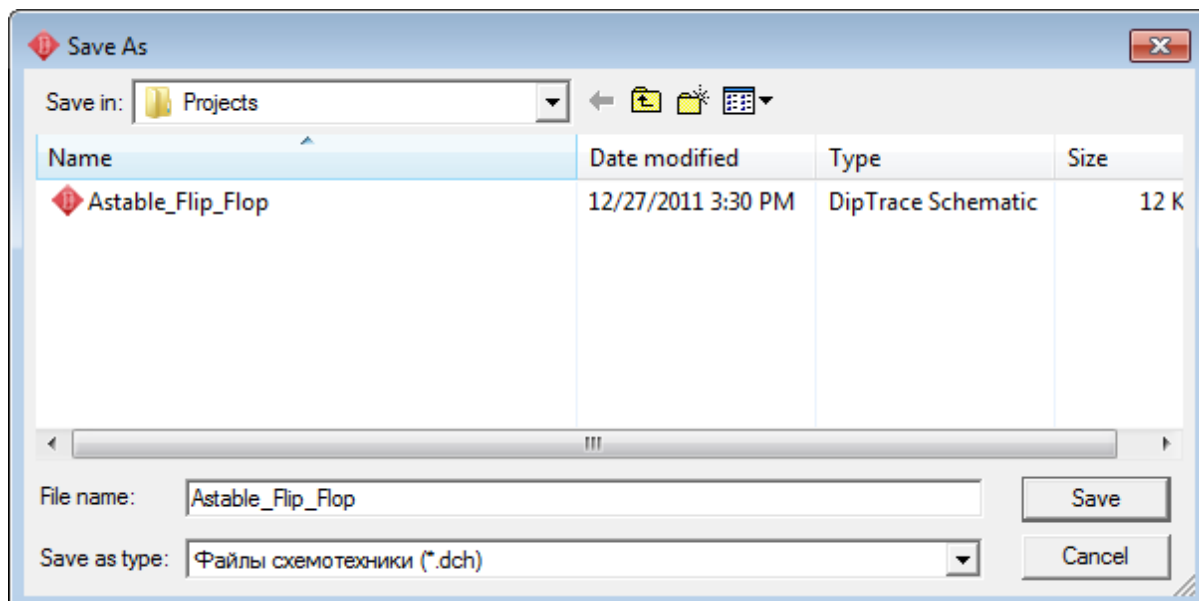 Save As
Save in: Projects
Name Date modified Type Size
Astable_Flip_Flop 12/27/2011 3:30 PM DipTrace Schematic 12 K
File name: Astable_Flip_Flop Save
Save as type: Файлы схемотехники (*.dch) Cancel